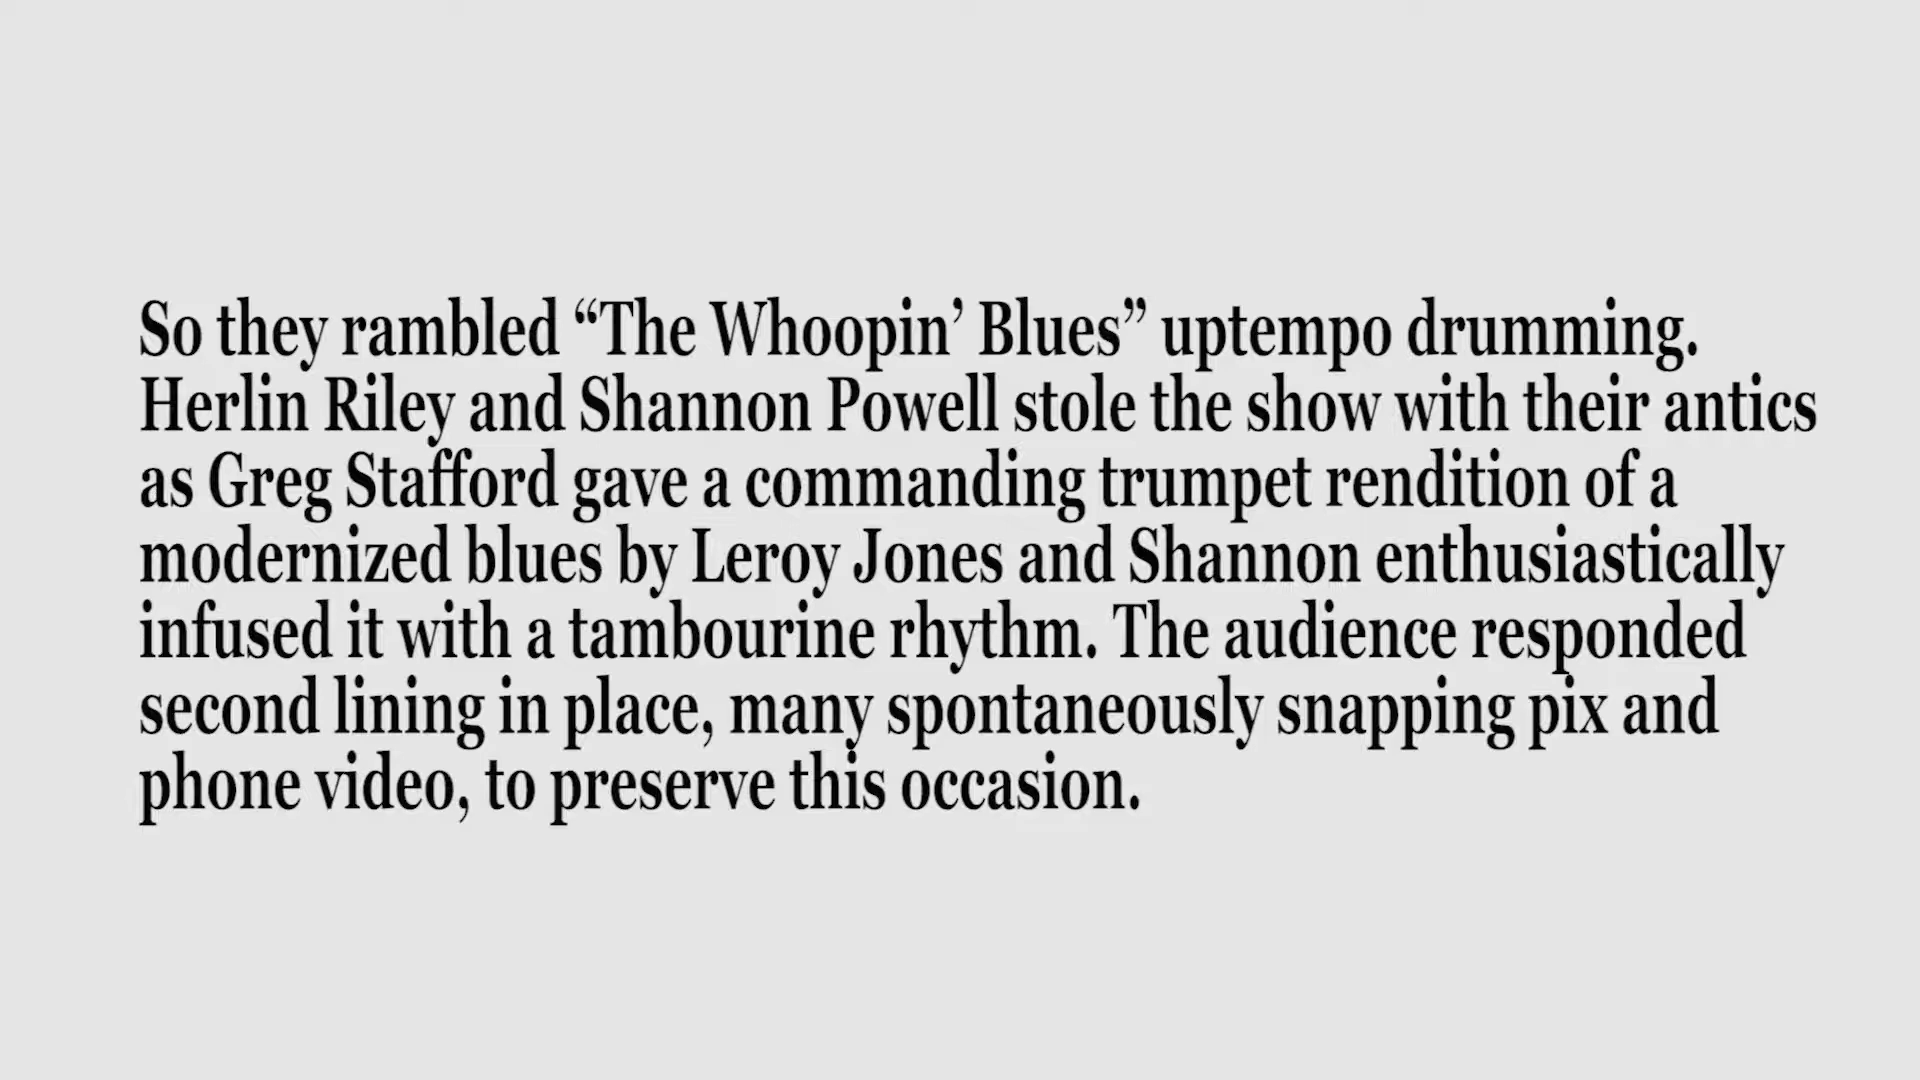 So they rambled “The Whoopin’ Blues” uptempo drumming.
Herlin Riley and Shannon Powell stole the show with their antics
as Greg Stafford gave a commanding trumpet rendition of a
modernized blues by Leroy Jones and Shannon enthusiastically
infused it with a tambourine rhythm. The audience responded
second lining in place, many spontaneously snapping pix and
phone video, to preserve this occasion.